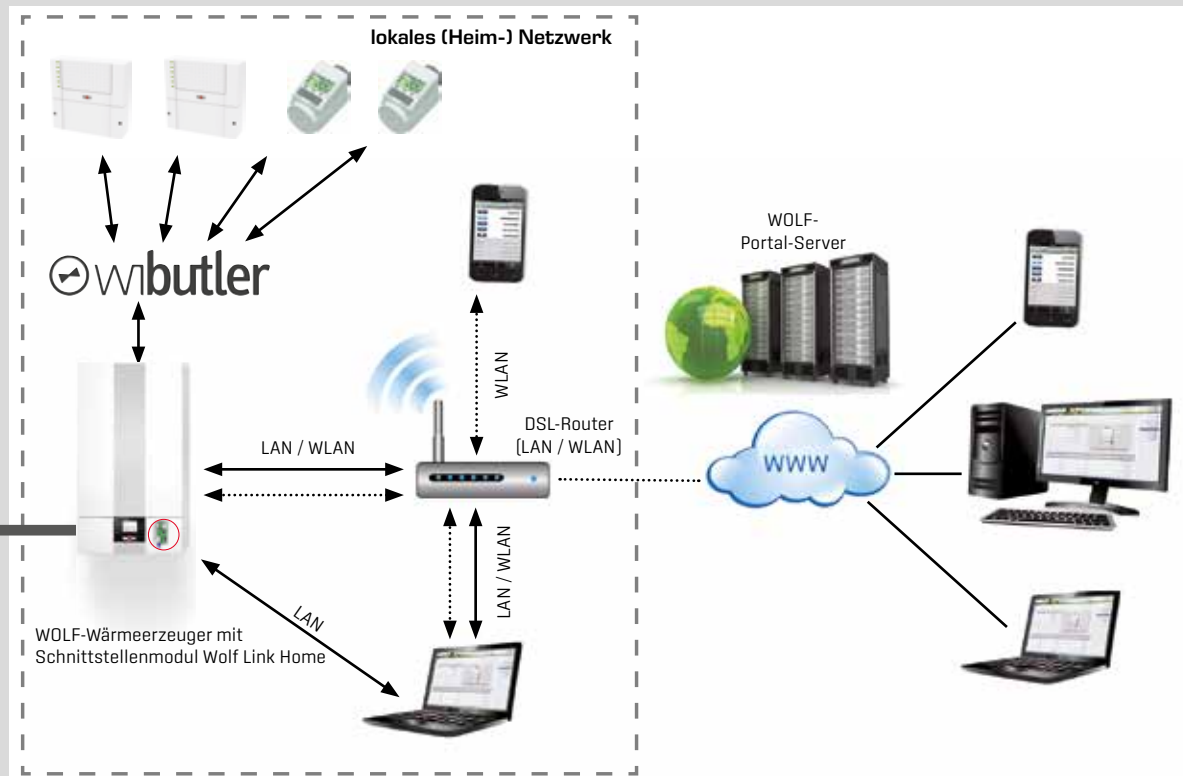 lokales (Heim-) Netzwerk
wibutler
WOLF-
Portal-Server
WLAN
DSL-Router
(LAN / WLAN)
LAN / WLAN
WWW
LAN / WLAN
LAN
WOLF-Wärmeerzeuger mit
Schnittstellenmodul Wolf Link Home